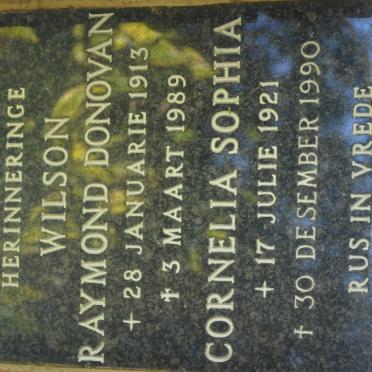 HERINNERINGE
WILSON
RAYMOND DONOVAN
+ 28 JANUARIE 1913
✝ 3 MAART 1989
CORNELIA SOPHIA
+ 17 JULIE 1921
✝ 30 DESEMBER 1990
RUS IN VREDE